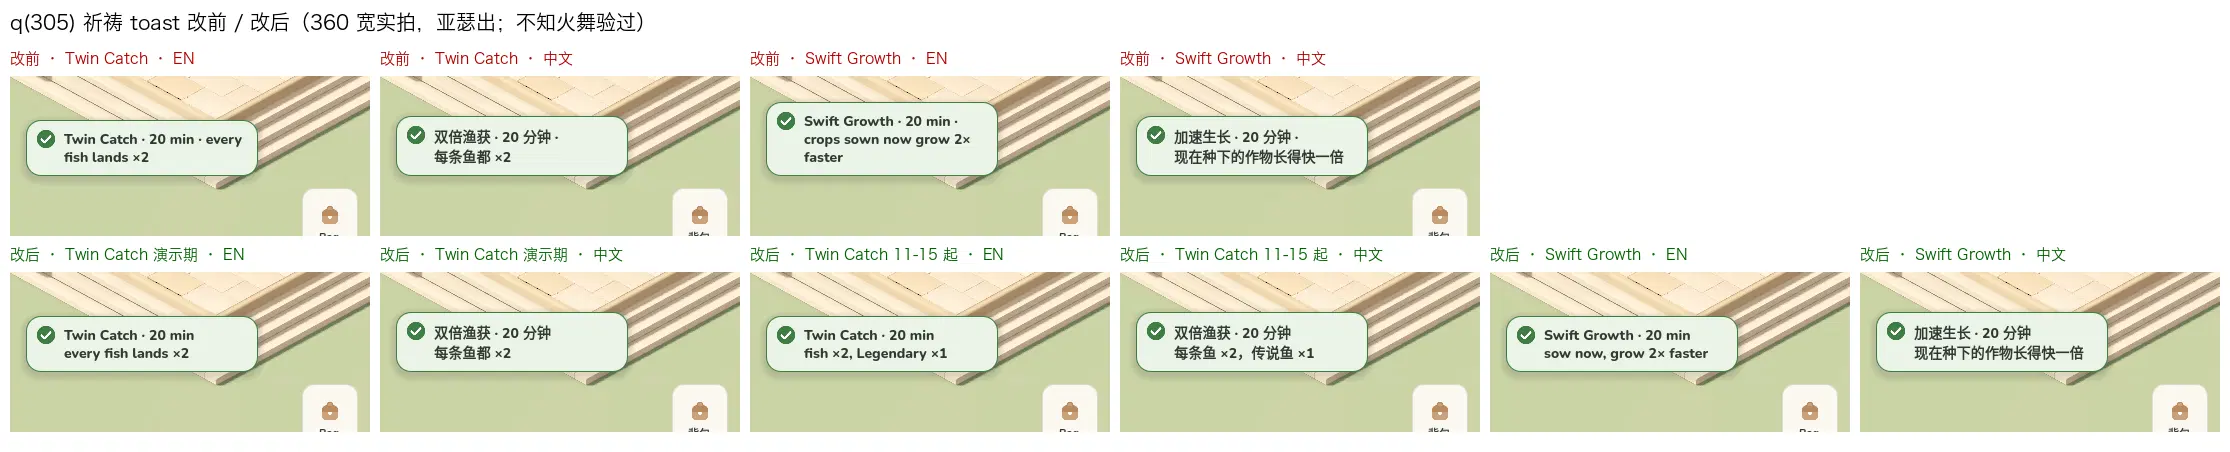 q(305) 祈祷 toast 改前 / 改后（360 宽实拍，亚瑟出；不知火舞验过）
改前 · Twin Catch · EN
改前 · Twin Catch · 中文
改前 · Swift Growth · EN
改前 · Swift Growth · 中文
Twin Catch · 20 min · every
fish lands ×2
双倍渔获 · 20 分钟 ·
每条鱼都 ×2
Swift Growth · 20 min ·
crops sown now grow 2×
faster
加速生长 · 20 分钟 ·
现在种下的作物长得快一倍
改后 · Twin Catch 演示期 · EN
改后 · Twin Catch 演示期 · 中文
改后 · Twin Catch 11-15 起 · EN
改后 · Twin Catch 11-15 起 · 中文
改后 · Swift Growth · EN
改后 · Swift Growth · 中文
Twin Catch · 20 min
every fish lands ×2
双倍渔获 · 20 分钟
每条鱼都 ×2
Twin Catch · 20 min
fish ×2, Legendary ×1
双倍渔获 · 20 分钟
每条鱼 ×2，传说鱼 ×1
Swift Growth · 20 min
sow now, grow 2× faster
加速生长 · 20 分钟
现在种下的作物长得快一倍